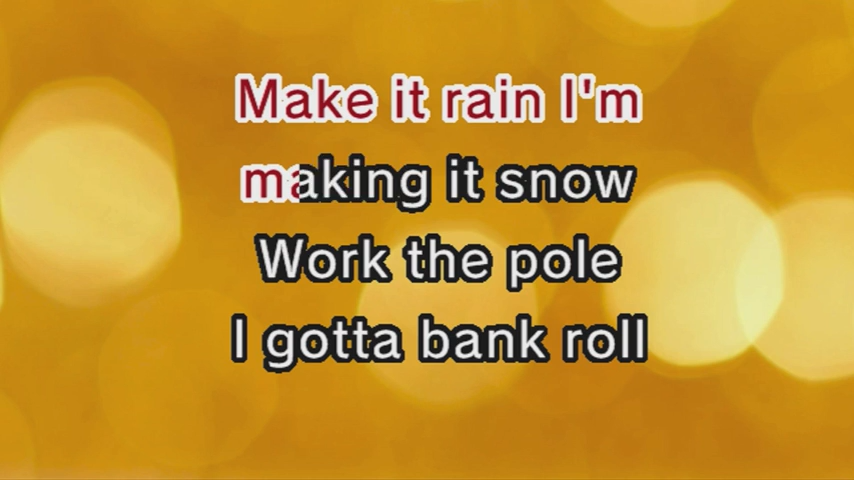 Make it rain I'm
making it snow
Work the pole
I gotta bank roll